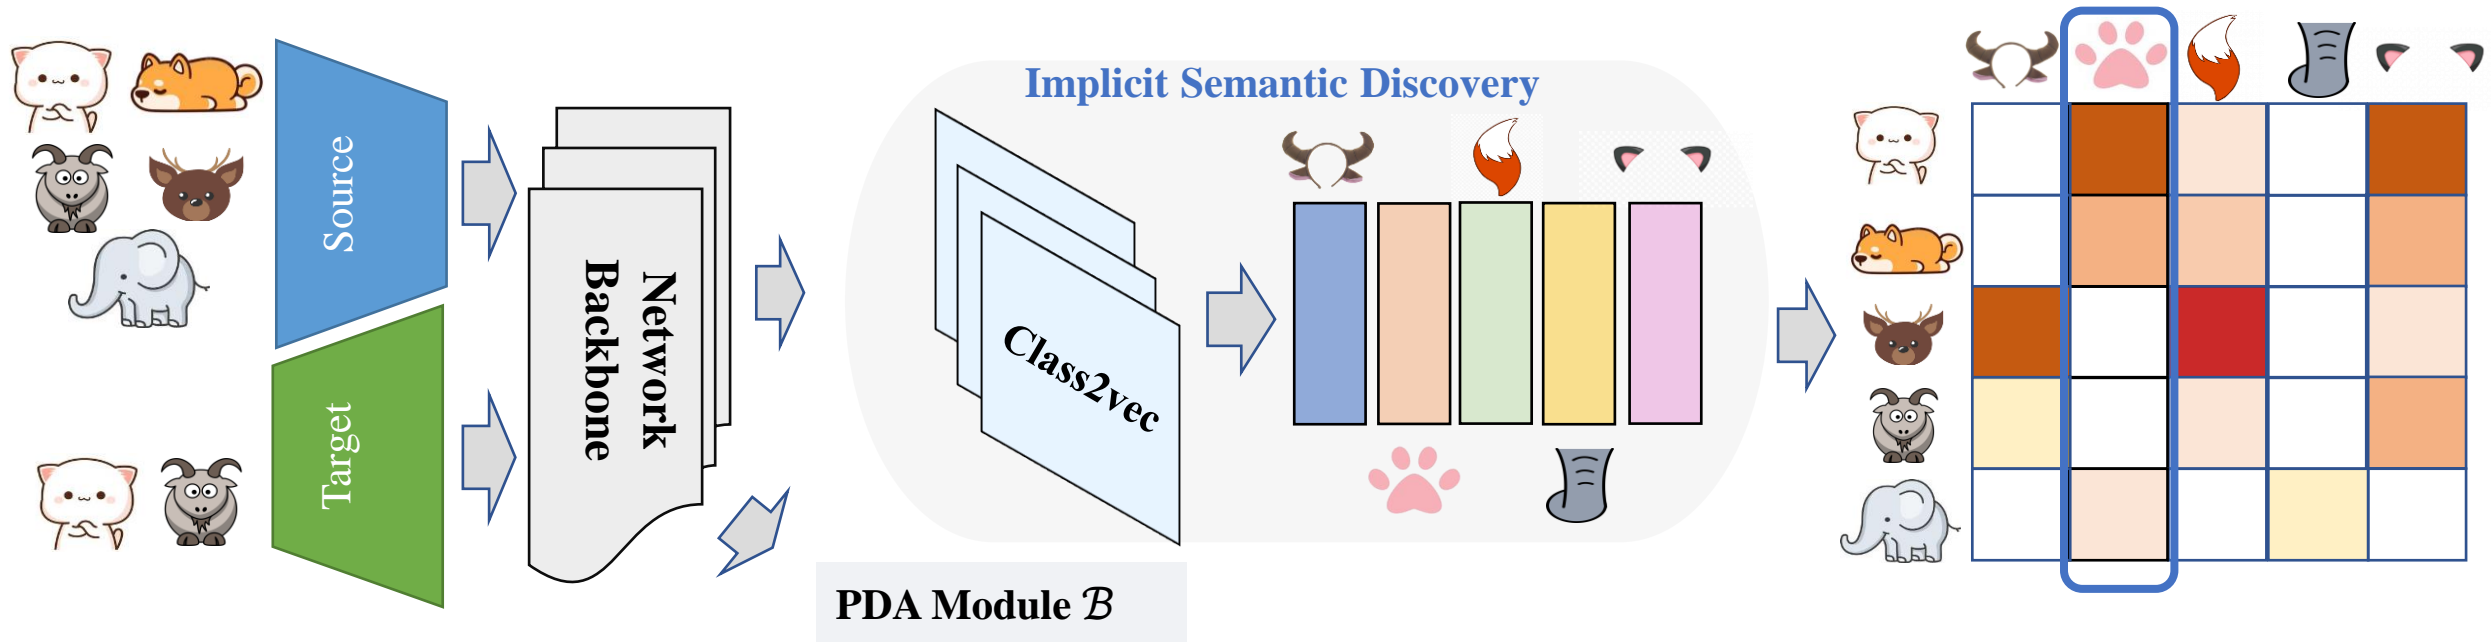 Source
Target
Network
Backbone
Implicit Semantic Discovery
Class2vec
PDA Module ℬ